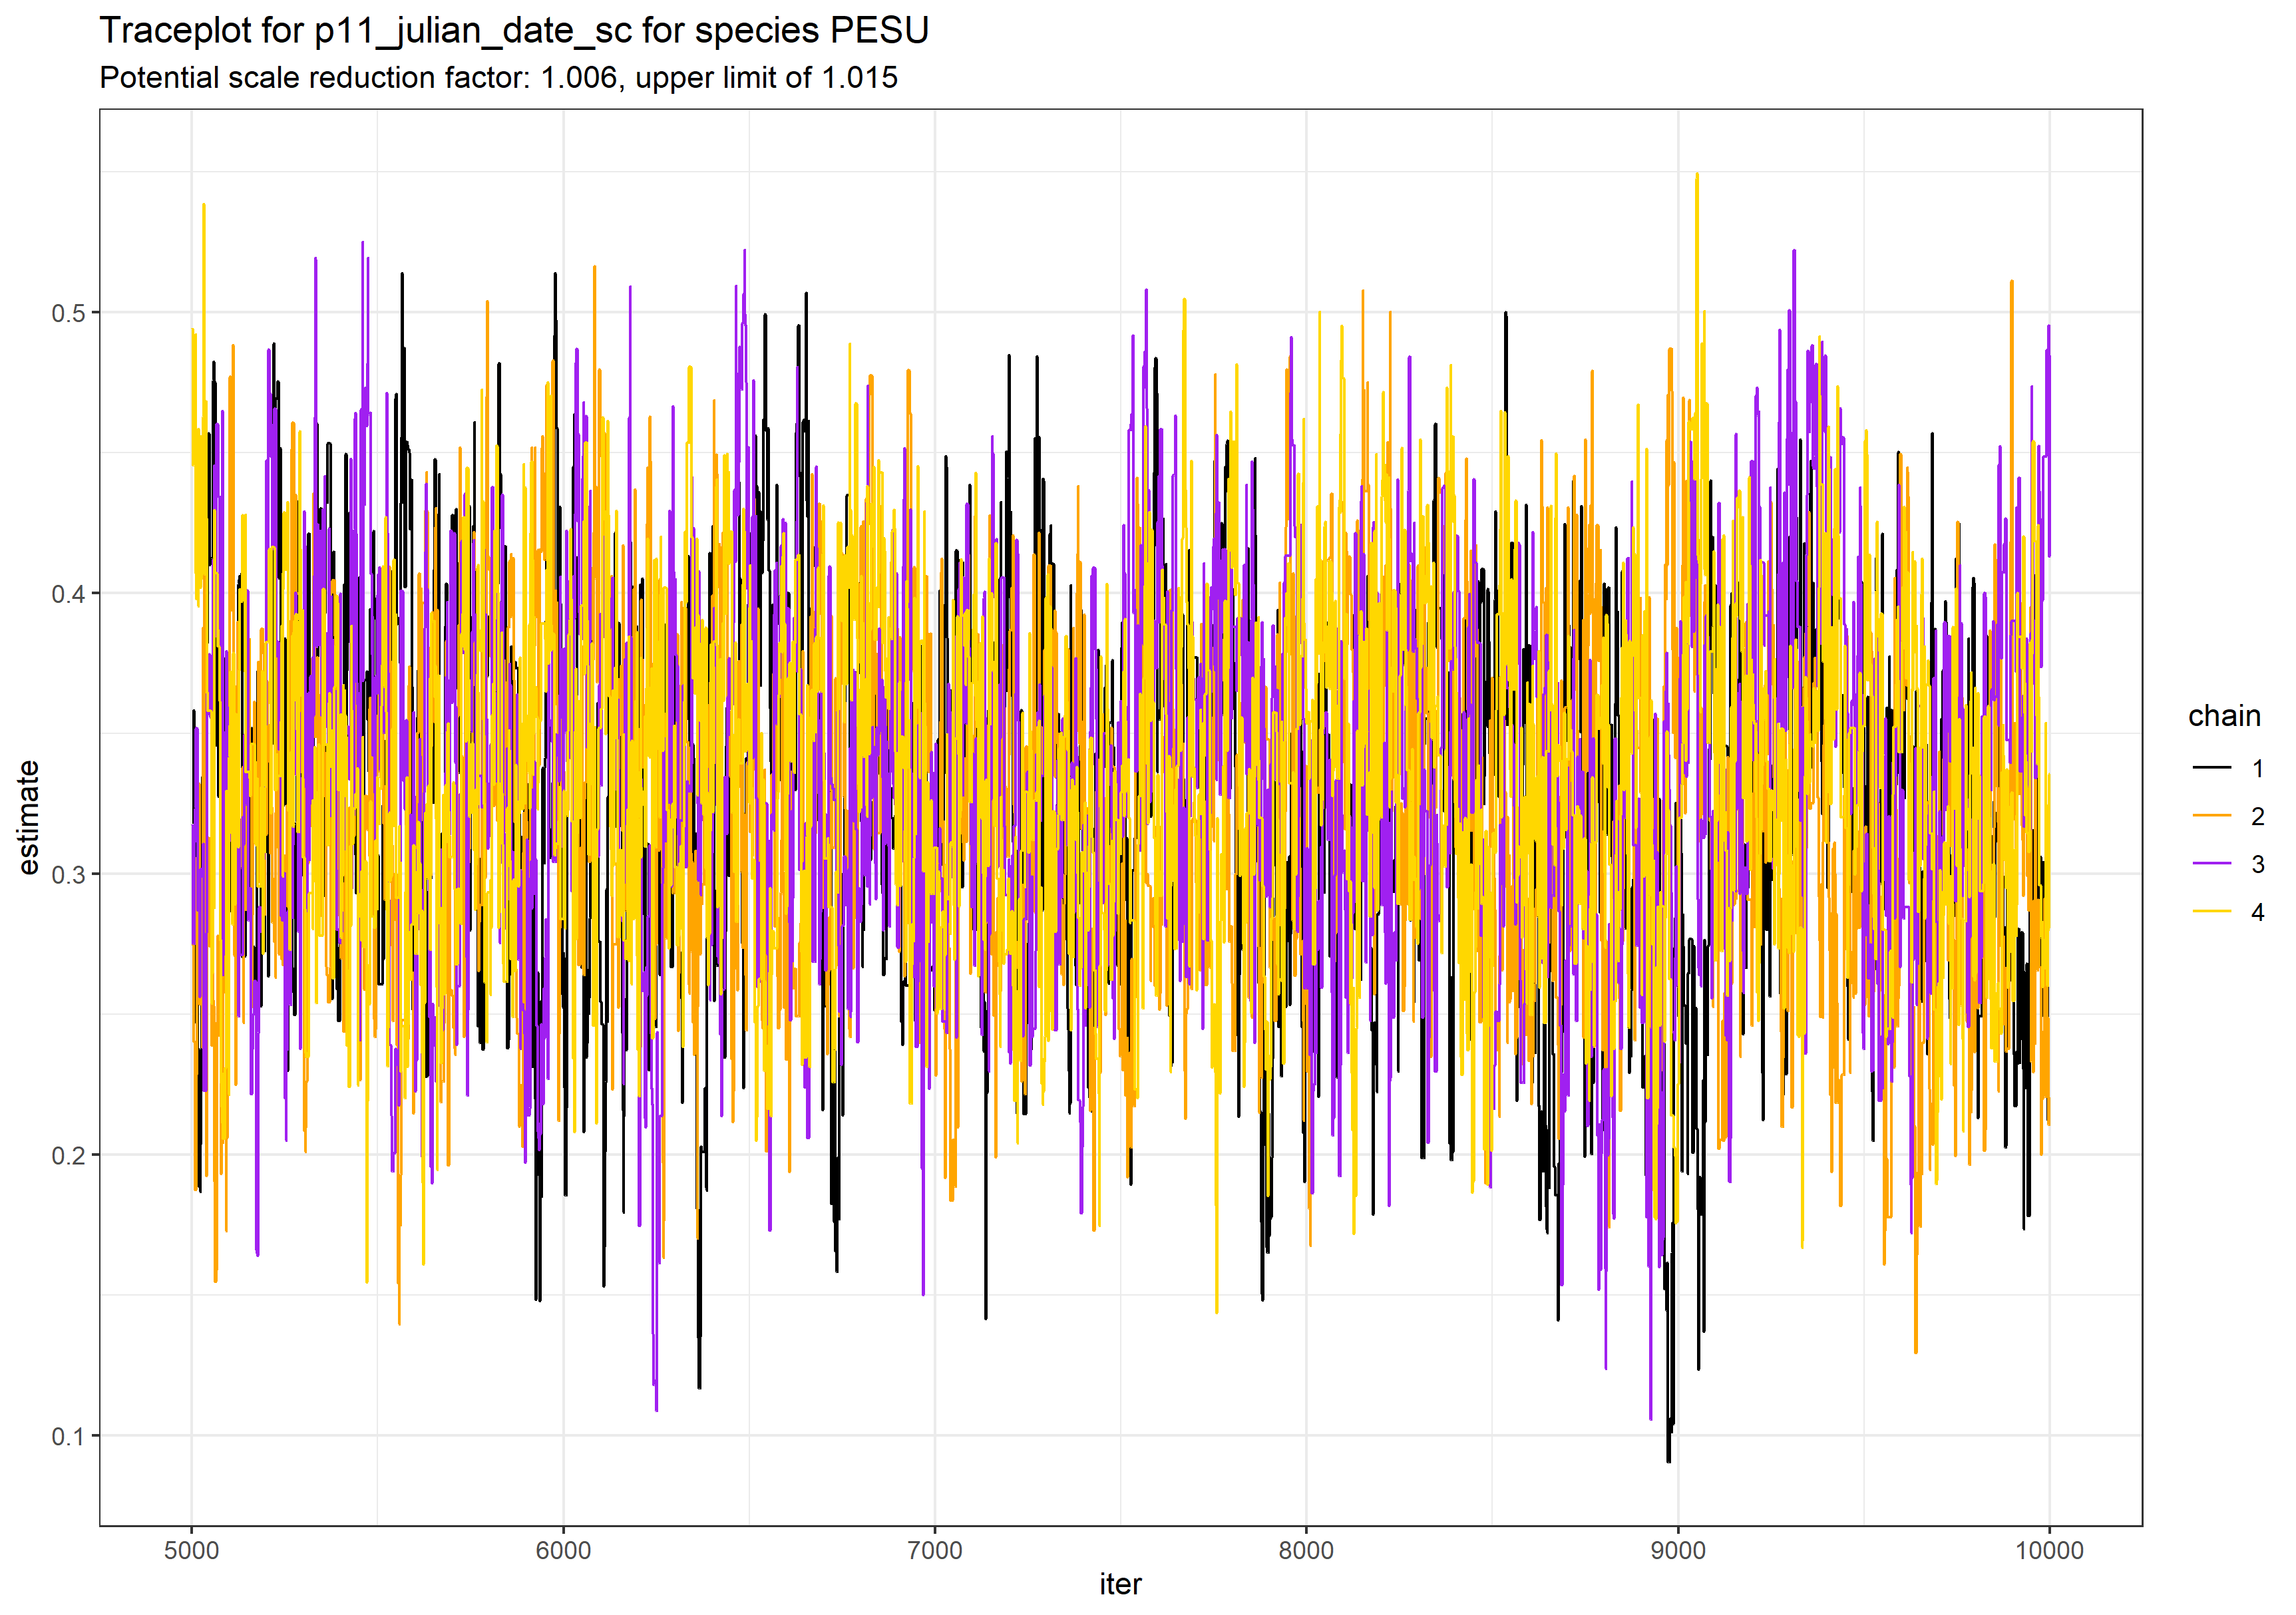 Traceplot for p11_julian_date_sc for species PESU
Potential scale reduction factor: 1.006, upper limit of 1.015
estimate
0.5
0.4
0.3
0.2
0.1
5000 6000 7000 8000 9000 10000
iter
chain
1
2
3
4